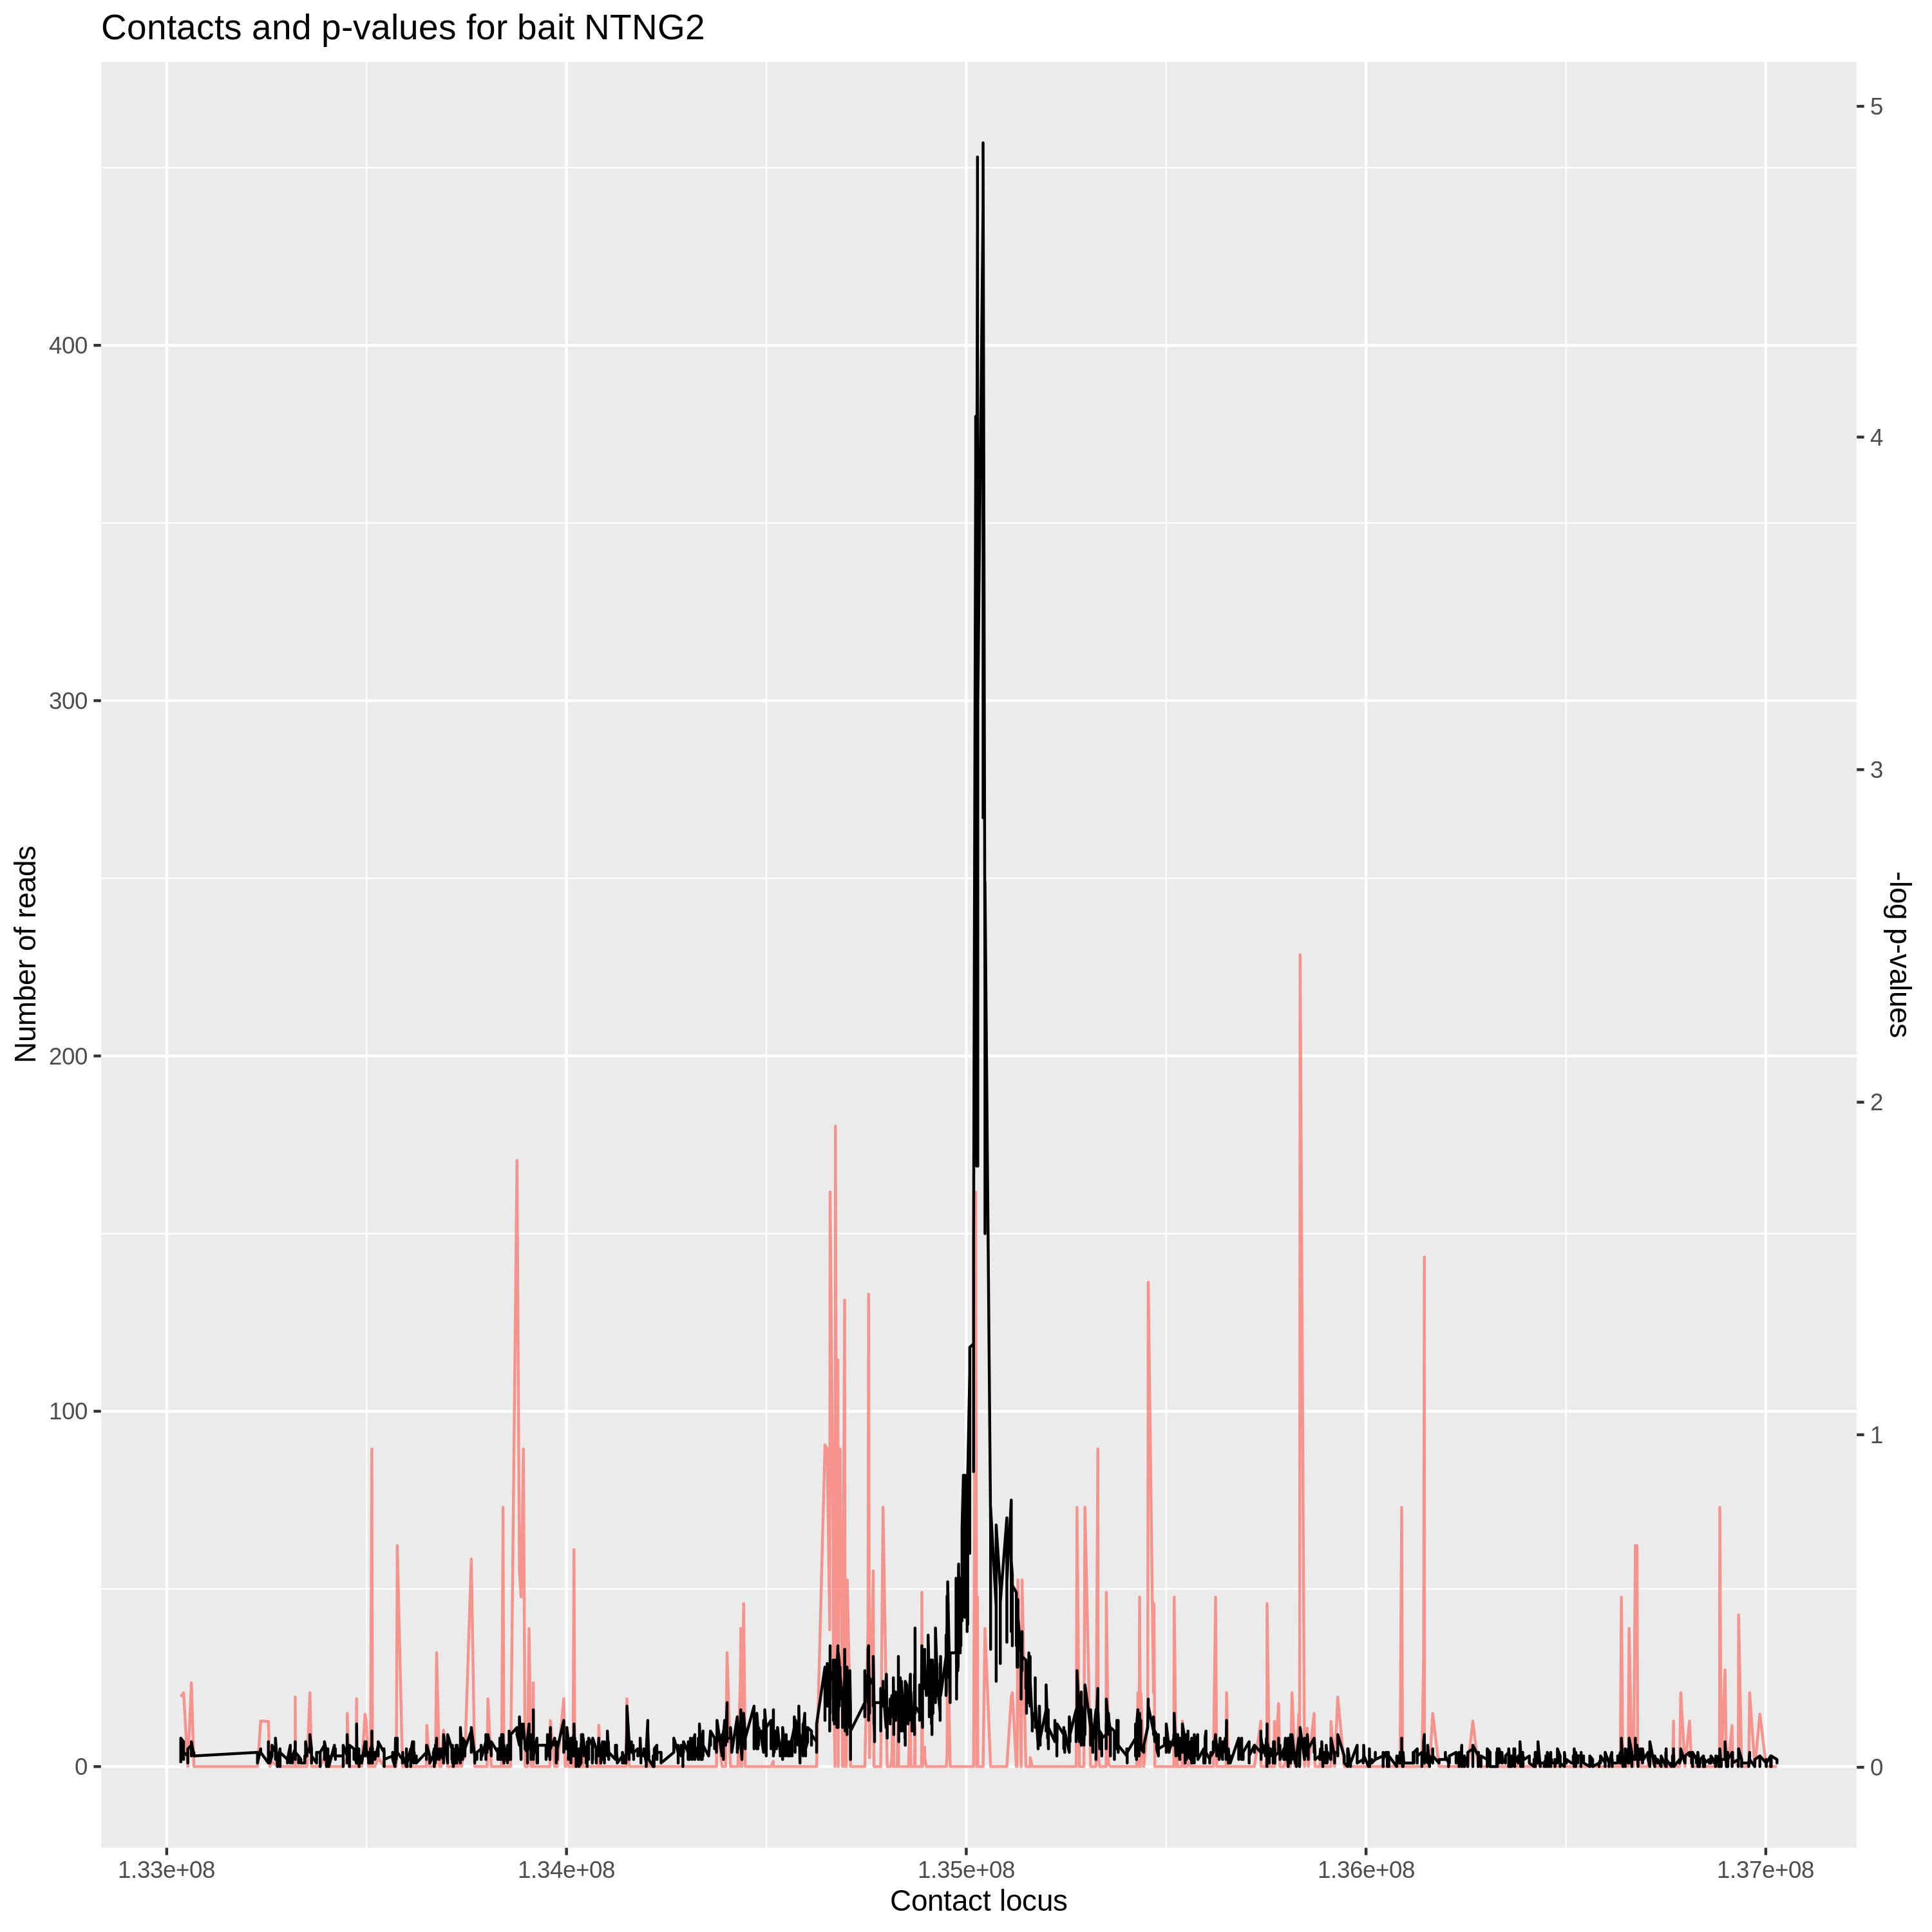 Contacts and p-values for bait NTNG2
Number of reads
400
300
200
100
0
5
4
3
2
1
0
-log p-values
1.33e+08 1.34e+08 1.35e+08 1.36e+08 1.37e+08
Contact locus